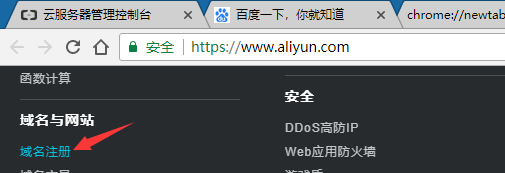 云服务器管理控制台
百度一下，你就知道
chrome://newtab
安全
https://www.aliyun.com
函数计算
域名与网站
域名注册
安全
DDoS高防IP
Web应用防火墙